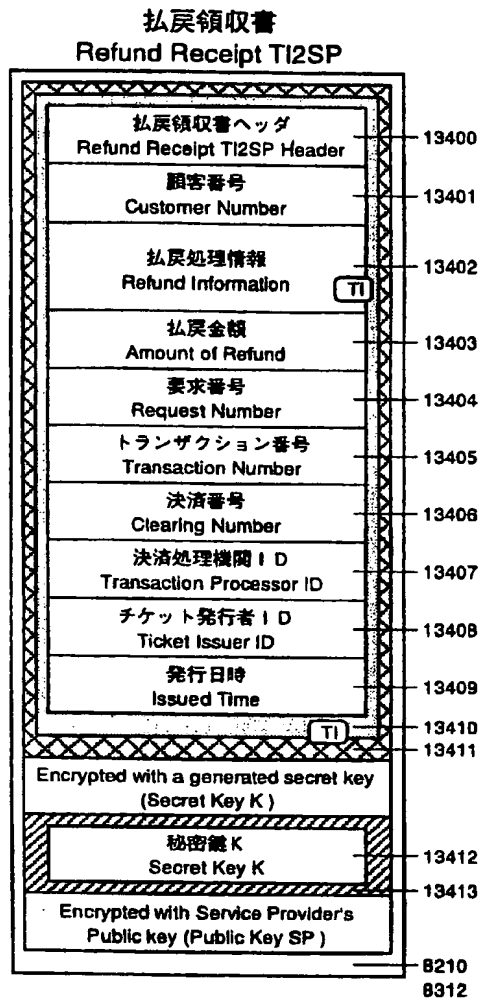 払戻領収書
Refund Receipt TI2SP
払戻領収書ヘッダ
Refund Receipt TI2SP Header
13400
顧客番号
Customer Number
13401
払戻処理情報
Refund Information
13402
TI
払戻金額
Amount of Refund
13403
要求番号
Request Number
13404
トランザクション番号
Transaction Number
13405
決済番号
Clearing Number
13406
決済処理機関ID
Transaction Processor ID
13407
チケット発行者ID
Ticket Issuer ID
13408
発行日時
Issued Time
13409
TI
13410
13411
Encrypted with a generated secret key
(Secret Key K)
秘密鍵K
Secret Key K
13412
13413
Encrypted with Service Provider's
Public key (Public Key SP)
8210
8312